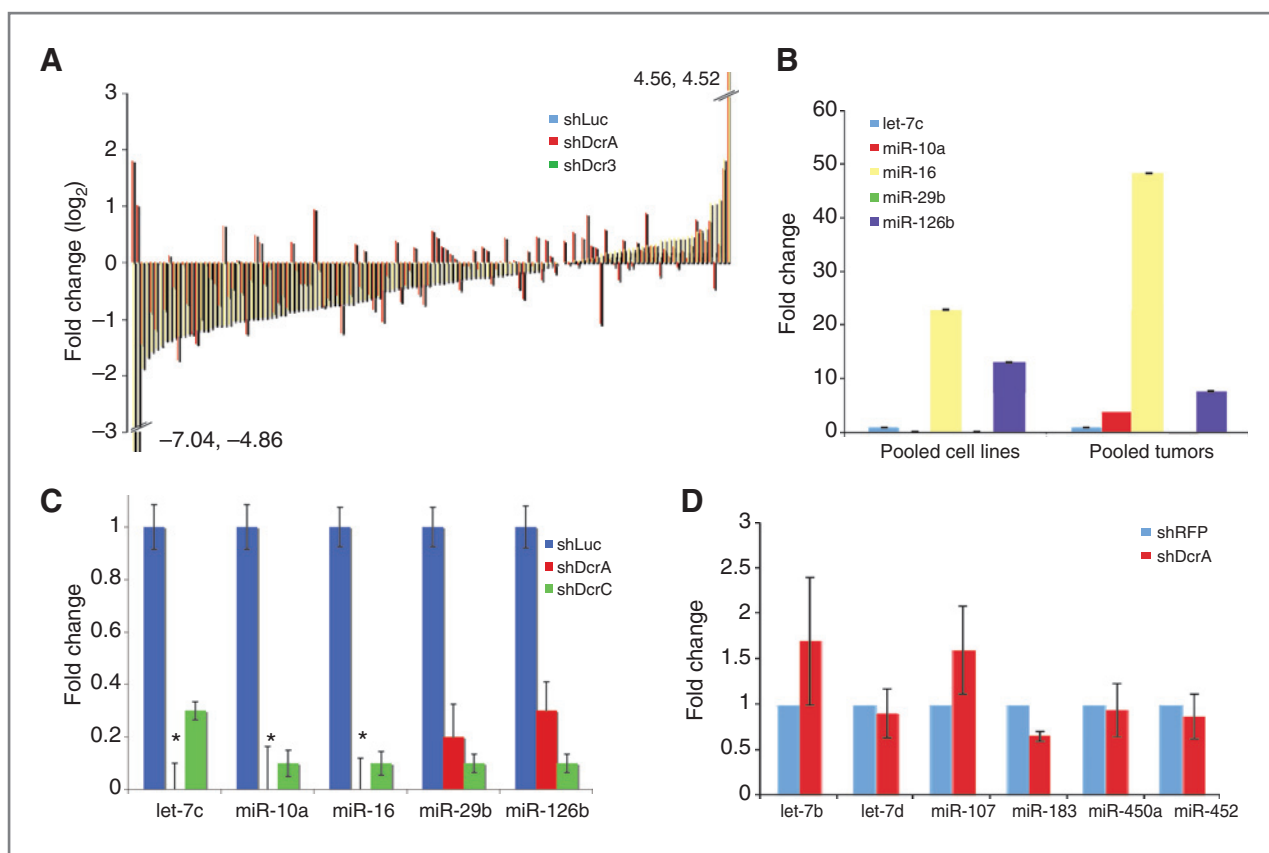 A
Fold change (log2)
3
2
1
0
−1
−2
−3
4.56, 4.52
−7.04, −4.86
shLuc
shDcrA
shDcr3
B
Fold change
60
50
40
30
20
10
0
let-7c
miR-10a
miR-16
miR-29b
miR-126b
Pooled cell lines
Pooled tumors
C
Fold change
1
0.8
0.6
0.4
0.2
0
shLuc
shDcrA
shDcrC
* * *
let-7c miR-10a miR-16 miR-29b miR-126b
D
Fold change
3
2.5
2
1.5
1
0.5
0
shRFP
shDcrA
let-7b let-7d miR-107 miR-183 miR-450a miR-452